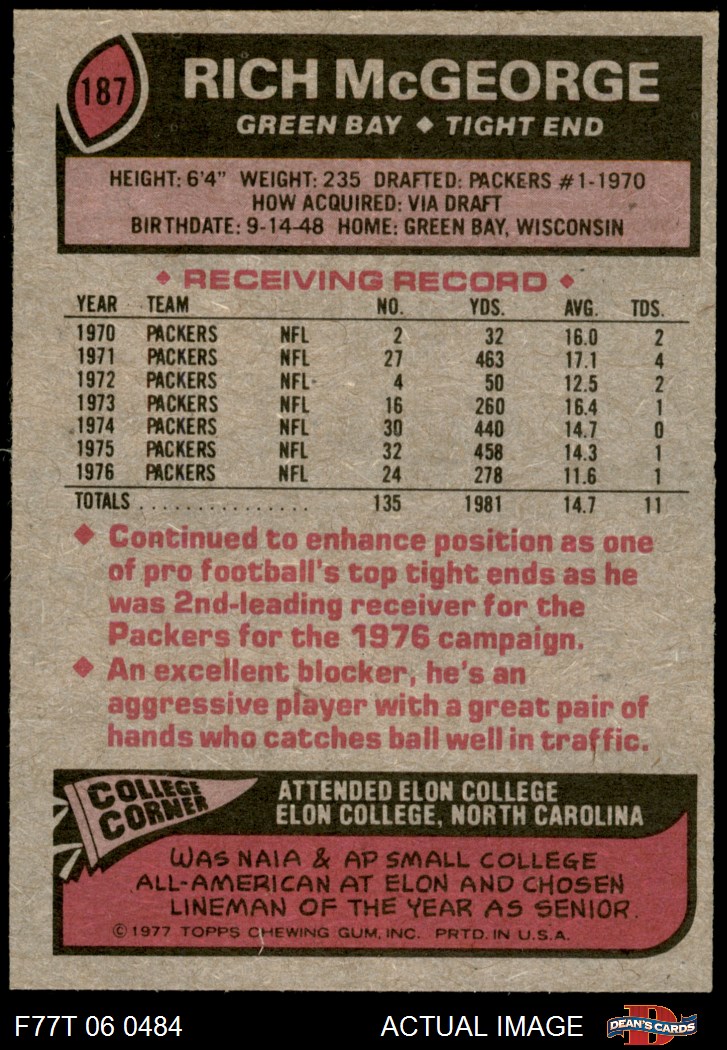 187
RICH McGEORGE
GREEN BAY ◆ TIGHT END
HEIGHT: 6'4" WEIGHT: 235 DRAFTED: PACKERS #1-1970
HOW ACQUIRED: VIA DRAFT
BIRTHDATE: 9-14-48 HOME: GREEN BAY, WISCONSIN
◆ RECEIVING RECORD ◆
YEAR TEAM NO. YDS. AVG. TDS.
1970 PACKERS NFL 2 32 16.0 2
1971 PACKERS NFL 27 463 17.1 4
1972 PACKERS NFL 4 50 12.5 2
1973 PACKERS NFL 16 260 16.4 1
1974 PACKERS NFL 30 440 14.7 0
1975 PACKERS NFL 32 458 14.3 1
1976 PACKERS NFL 24 278 11.6 1
TOTALS . . . . . . . . . . . . . . . 135 1981 14.7 11
◆ Continued to enhance position as one
of pro football's top tight ends as he
was 2nd-leading receiver for the
Packers for the 1976 campaign.
◆ An excellent blocker, he's an
aggressive player with a great pair of
hands who catches ball well in traffic.
COLLEGE
CORNER
ATTENDED ELON COLLEGE
ELON COLLEGE, NORTH CAROLINA
WAS NAIA & AP SMALL COLLEGE
ALL-AMERICAN AT ELON AND CHOSEN
LINEMAN OF THE YEAR AS SENIOR.
© 1977 TOPPS CHEWING GUM, INC. PRTD. IN U.S.A.
F77T 06 0484 ACTUAL IMAGE
D
DEAN'S CARDS